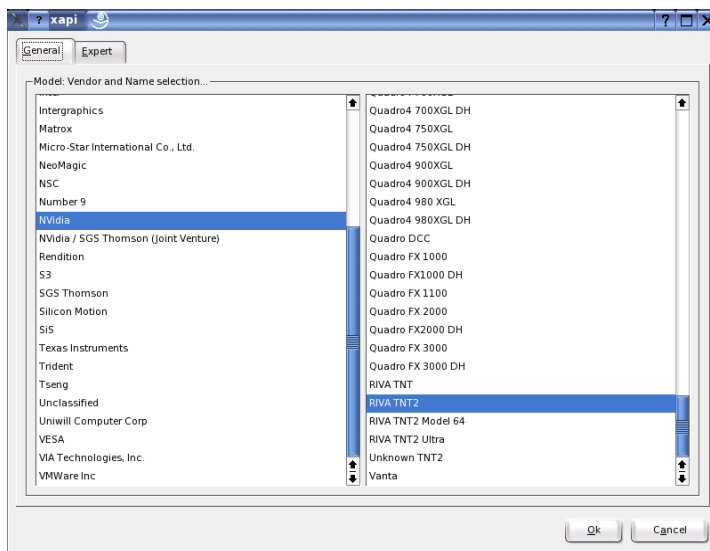 ? xapi
?
General
Expert
Model: Vendor and Name selection...
Intergraphics
Matrox
Micro-Star International Co., Ltd.
NeoMagic
NSC
Number 9
NVidia
NVidia / SGS Thomson (Joint Venture)
Rendition
S3
SGS Thomson
Silicon Motion
SiS
Texas Instruments
Trident
Tseng
Unclassified
Uniwill Computer Corp
VESA
VIA Technologies, Inc.
VMWare Inc
Quadro4 700XGL DH
Quadro4 750XGL
Quadro4 750XGL DH
Quadro4 900XGL
Quadro4 900XGL DH
Quadro4 980 XGL
Quadro4 980XGL DH
Quadro DCC
Quadro FX 1000
Quadro FX1000 DH
Quadro FX 1100
Quadro FX 2000
Quadro FX2000 DH
Quadro FX 3000
Quadro FX 3000 DH
RIVA TNT
RIVA TNT2
RIVA TNT2 Model 64
RIVA TNT2 Ultra
Unknown TNT2
Vanta
Ok
Cancel